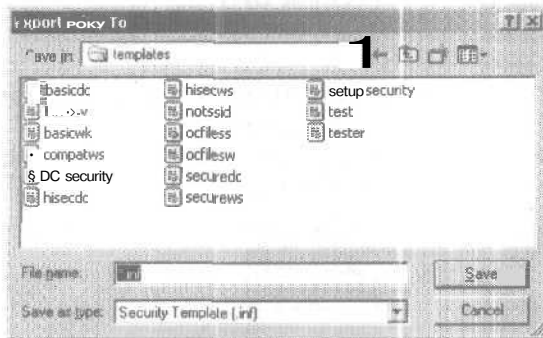 Export POKY To
Save in: templates
1
basicdc
basicwk
compatws
§ DC security
hisecdc
hisecws
notssid
ocfiless
ocfilesw
securedc
securews
setup security
test
tester
File name: .inf
Save
Save as type: Security Template (.inf)
Cancel